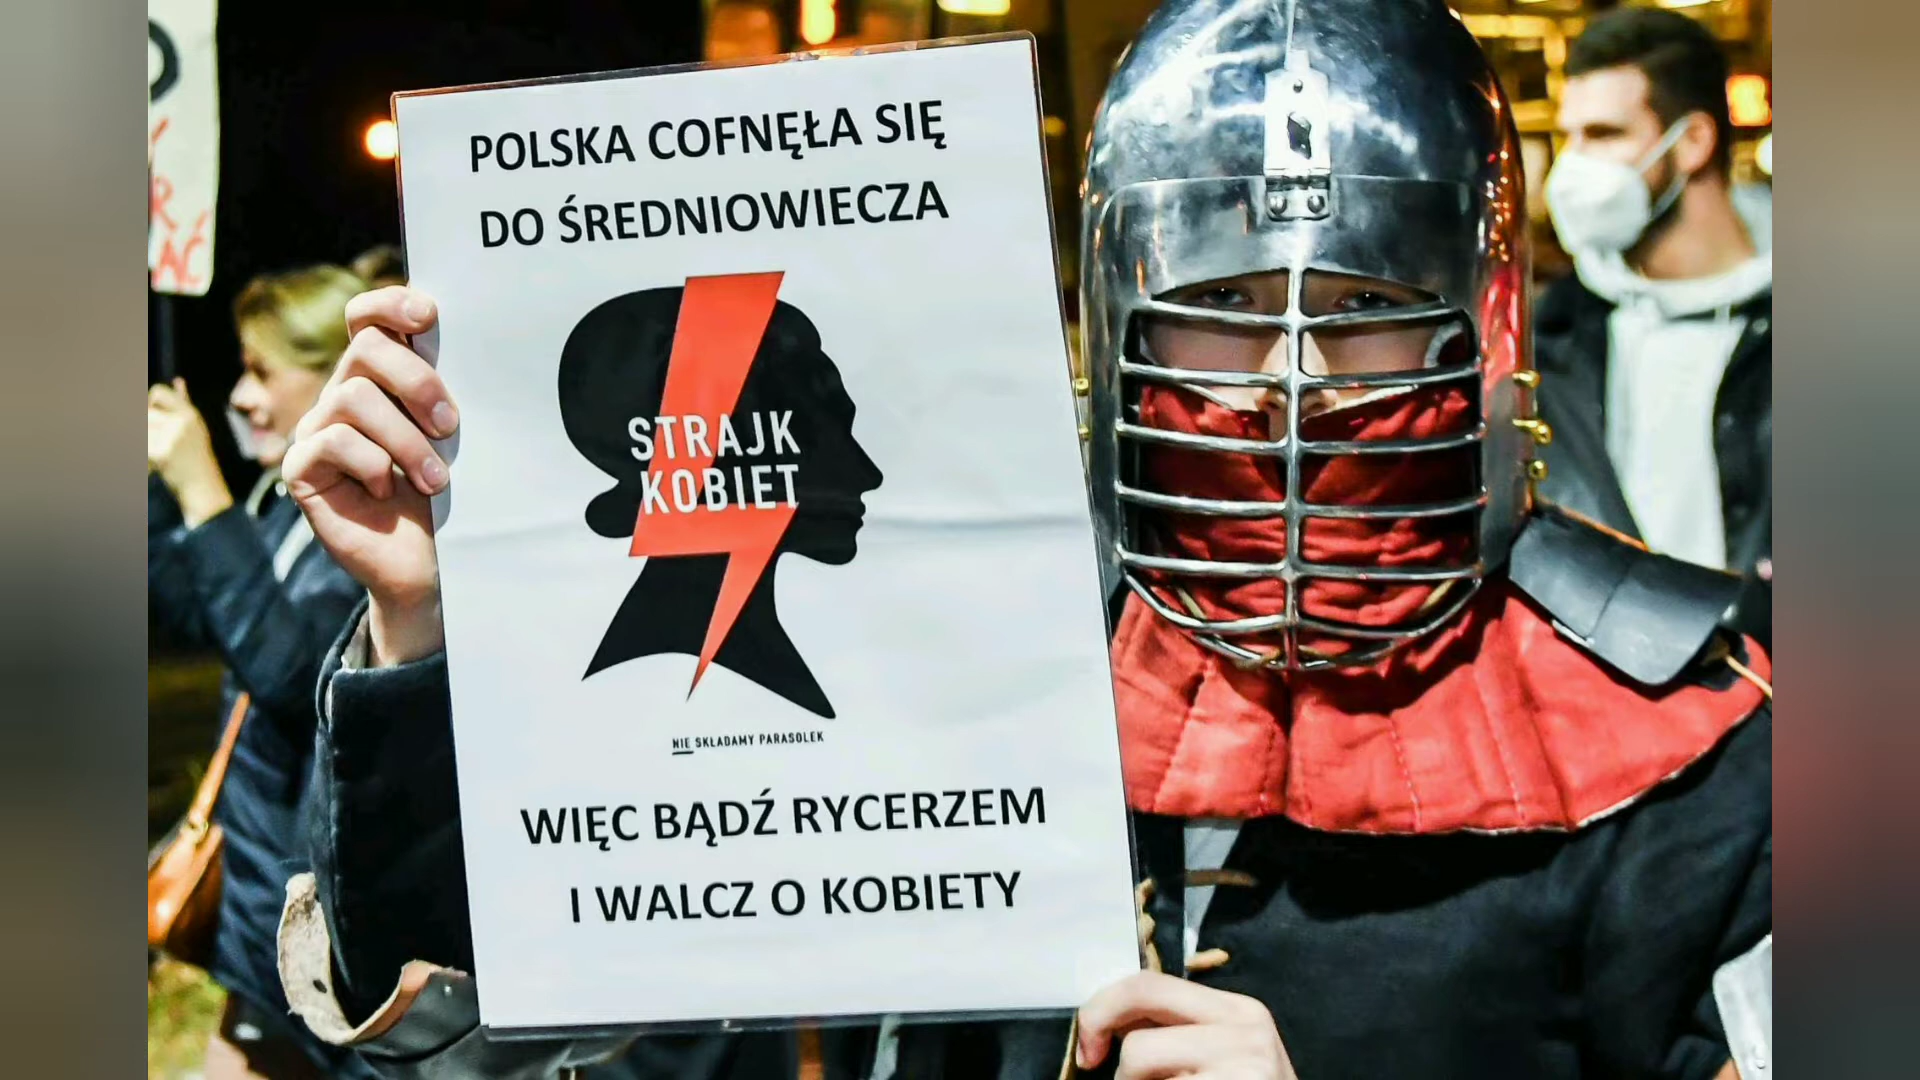 POLSKA COFNĘŁA SIĘ
DO ŚREDNIOWIECZA
STRAJK
KOBIET
NIE SKŁADAMY PARASOLEK
WIĘC BĄDŹ RYCERZEM
I WALCZ O KOBIETY